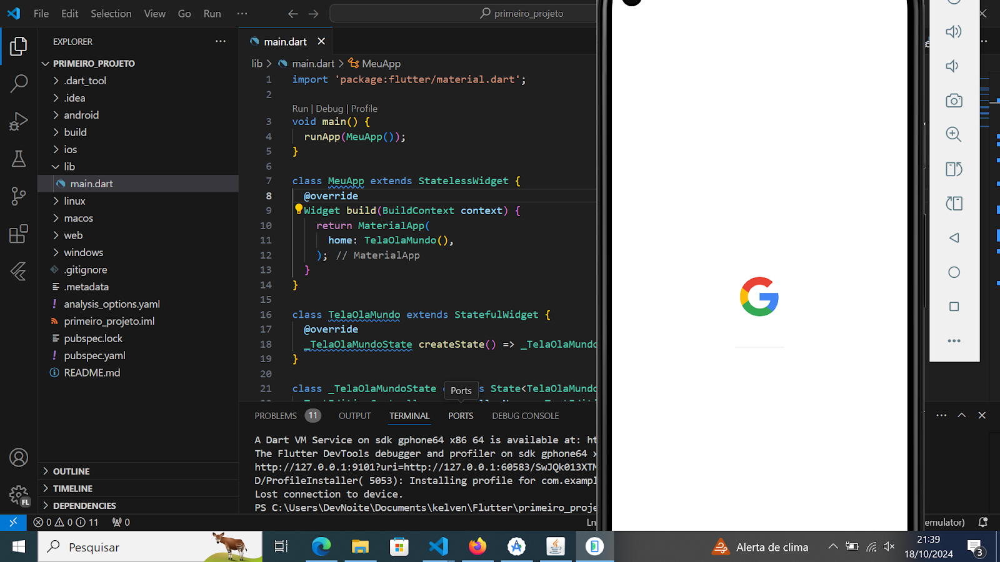 File Edit Selection View Go Run ···
primeiro_projeto
EXPLORER
PRIMEIRO_PROJETO
.dart_tool
.idea
android
build
ios
lib
main.dart
linux
macos
web
windows
.gitignore
.metadata
analysis_options.yaml
primeiro_projeto.iml
pubspec.lock
pubspec.yaml
README.md
OUTLINE
TIMELINE
DEPENDENCIES
FL
main.dart
lib > main.dart > MeuApp
1 import 'package:flutter/material.dart';
2
Run | Debug | Profile
3 void main() {
4 runApp(MeuApp());
5 }
6
7 class MeuApp extends StatelessWidget {
8 @override
9 Widget build(BuildContext context) {
10 return MaterialApp(
11 home: TelaOlaMundo(),
12 ); // MaterialApp
13 }
14 }
15
16 class TelaOlaMundo extends StatefulWidget {
17 @override
18 _TelaOlaMundoState createState() => _TelaOlaMundo
19 }
20
21 class _TelaOlaMundoState State<TelaOlaMundo
Ports
PROBLEMS 11 OUTPUT TERMINAL PORTS DEBUG CONSOLE
A Dart VM Service on sdk gphone64 x86 64 is available at: ht
The Flutter DevTools debugger and profiler on sdk gphone64 x
http://127.0.0.1:9101?uri=http://127.0.0.1:60583/SwJQk013XTM
D/ProfileInstaller( 5053): Installing profile for com.exampl
Lost connection to device.
PS C:\Users\DevNoite\Documents\kelven\Flutter\primeiro_proje
0 0 11 0
Ln
emulator)
Pesquisar
Alerta de clima
21:39
18/10/2024
3